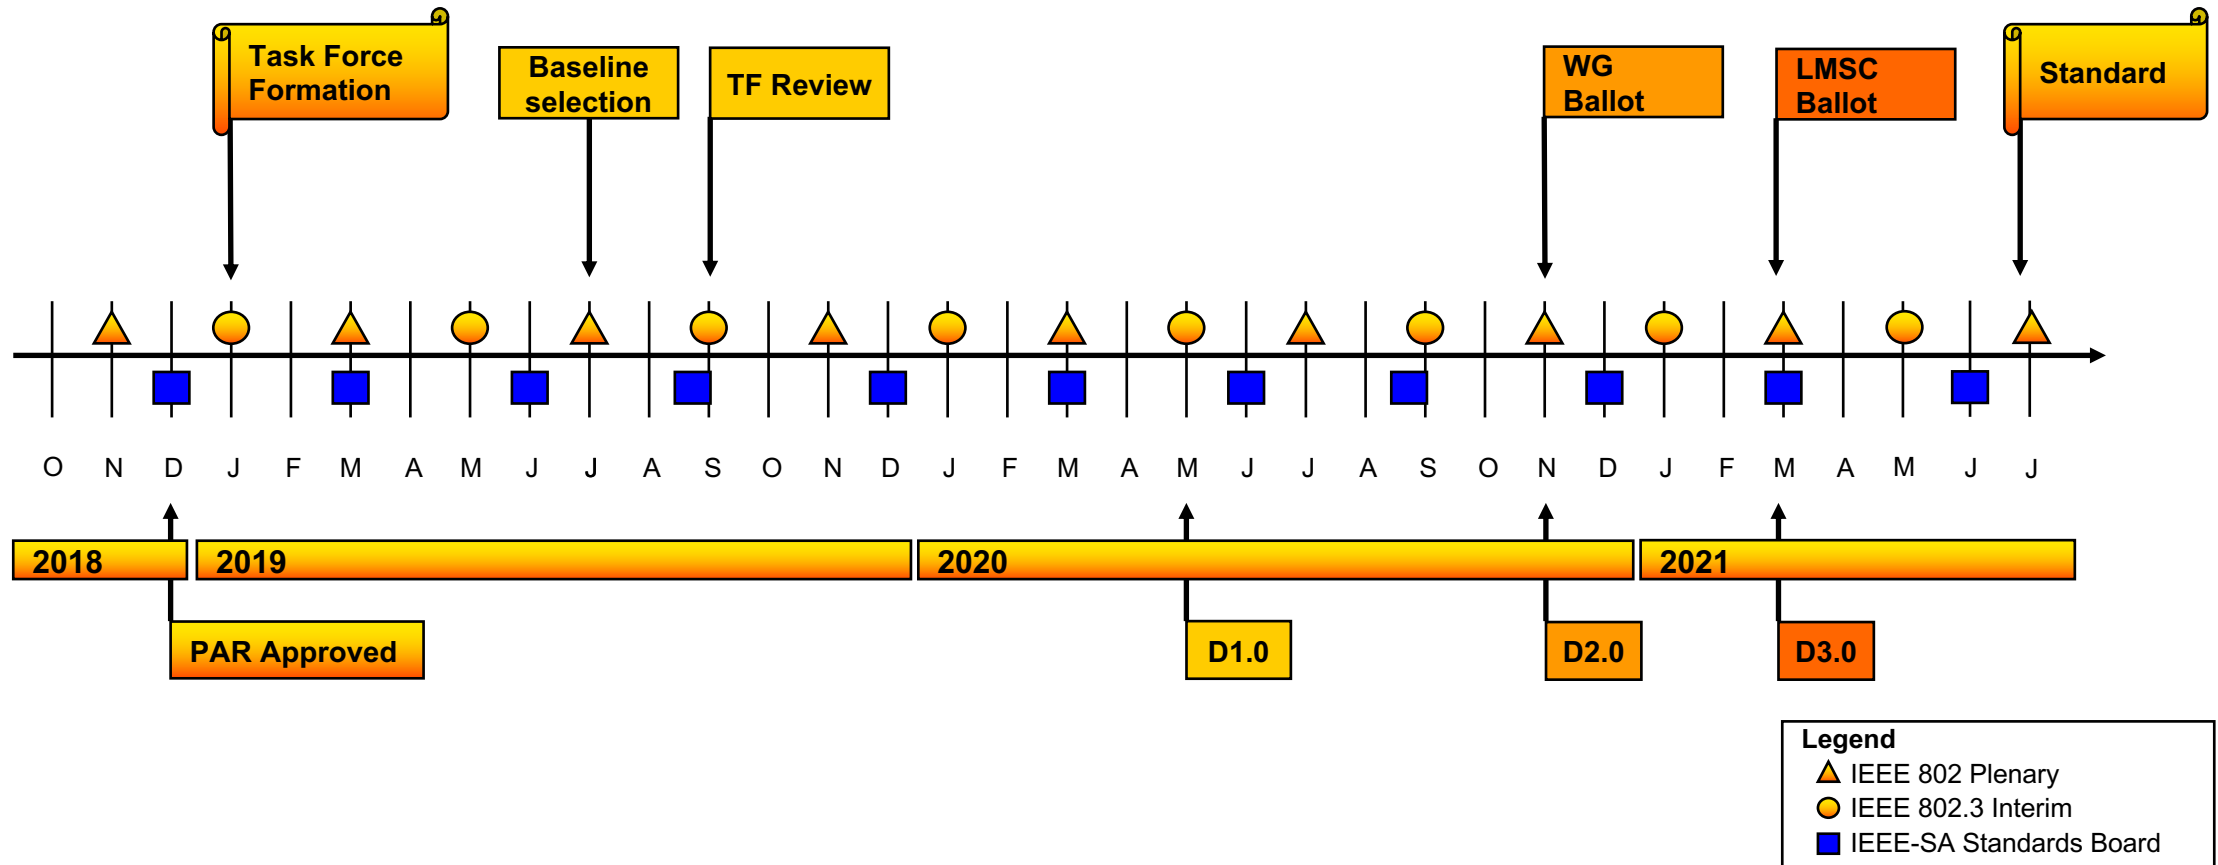 Task Force
Formation
Baseline
selection
TF Review
WG
Ballot
LMSC
Ballot
Standard
O N D J F M A M J J A S O N D J F M A M J J A S O N D J F M A M J J
2018 2019 2020 2021
PAR Approved
D1.0
D2.0
D3.0
Legend
IEEE 802 Plenary
IEEE 802.3 Interim
IEEE-SA Standards Board